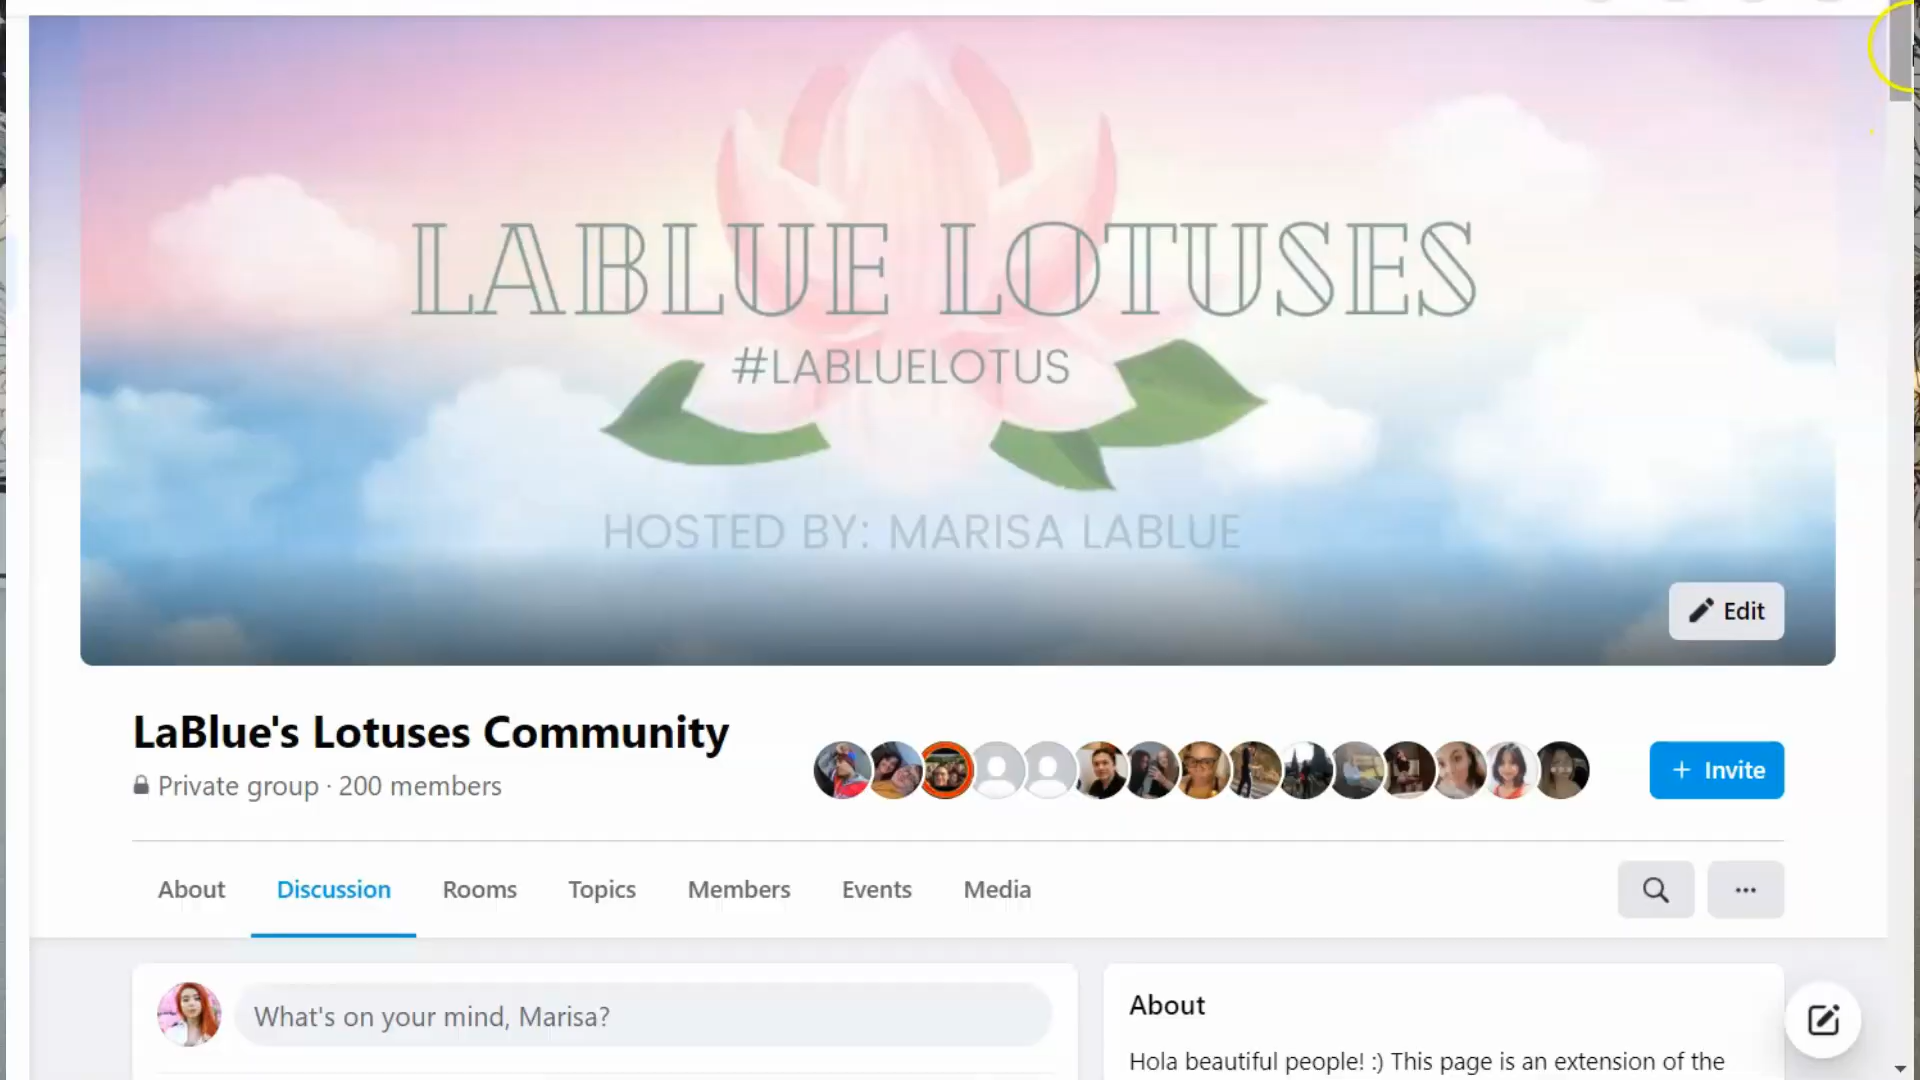 LABLUE LOTUSES
#LABLUELOTUS
HOSTED BY: MARISA LABLUE
Edit
LaBlue's Lotuses Community
Private group · 200 members
+ Invite
About Discussion Rooms Topics Members Events Media
What's on your mind, Marisa?
About
Hola beautiful people! :) This page is an extension of the